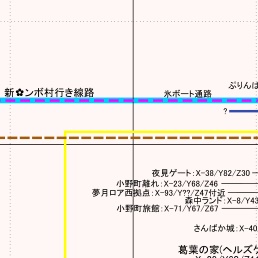 ぷりんは
新✿ンボ村行き線路
氷ボート通路
?
夜見ゲート:X-38/Y82/Z30
小野町離れ:X-23/Y68/Z46
夢月ロア西拠点:X-93/Y??/Z47付近
森中ランド:X-8/Y43
小野町旅館:X-71/Y67/Z67
さんばか城:X-40
葛葉の家(ヘルズゲ